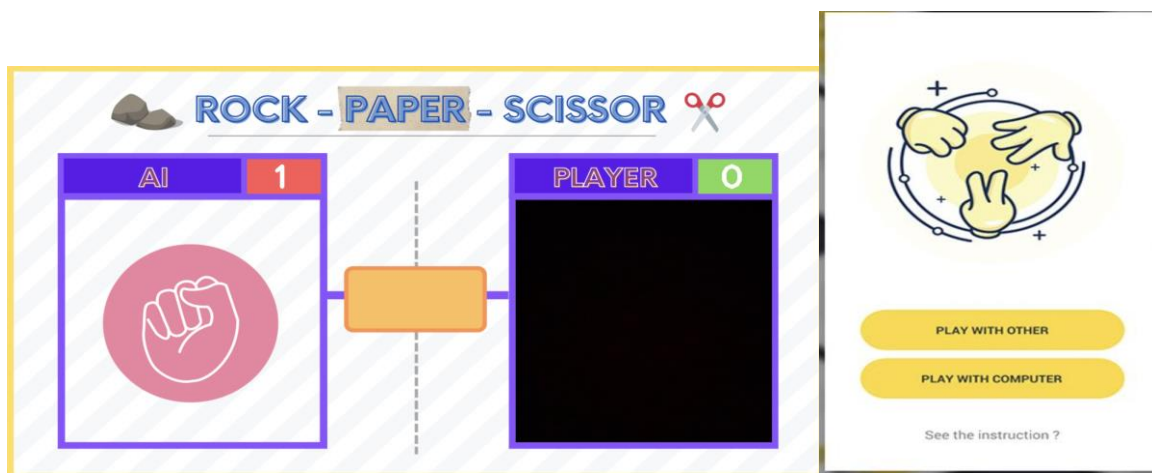 ROCK - PAPER - SCISSOR
AI 1
PLAYER 0
PLAY WITH OTHER
PLAY WITH COMPUTER
See the instruction ?